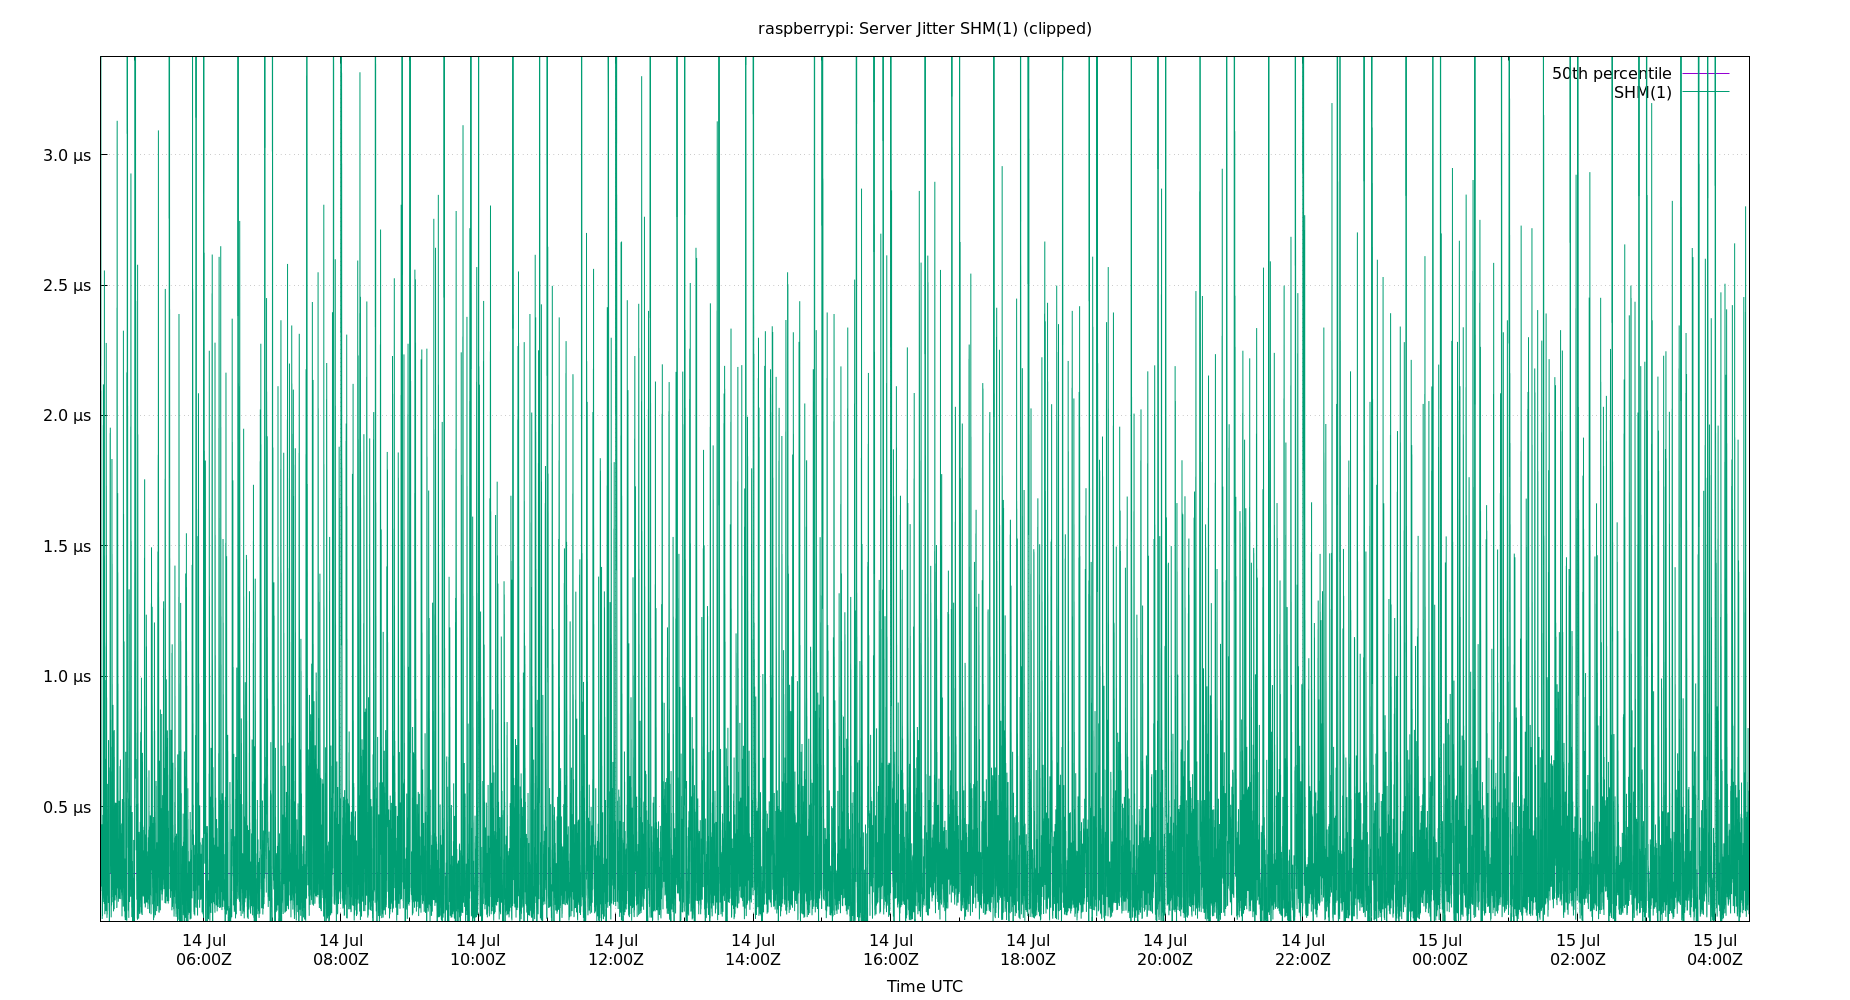 raspberrypi: Server Jitter SHM(1) (clipped)
50th percentile
SHM(1)
3.0 µs
2.5 µs
2.0 µs
1.5 µs
1.0 µs
0.5 µs
14 Jul 14 Jul 14 Jul 14 Jul 14 Jul 14 Jul 14 Jul 14 Jul 14 Jul 15 Jul 15 Jul 15 Jul
06:00Z 08:00Z 10:00Z 12:00Z 14:00Z 16:00Z 18:00Z 20:00Z 22:00Z 00:00Z 02:00Z 04:00Z
Time UTC